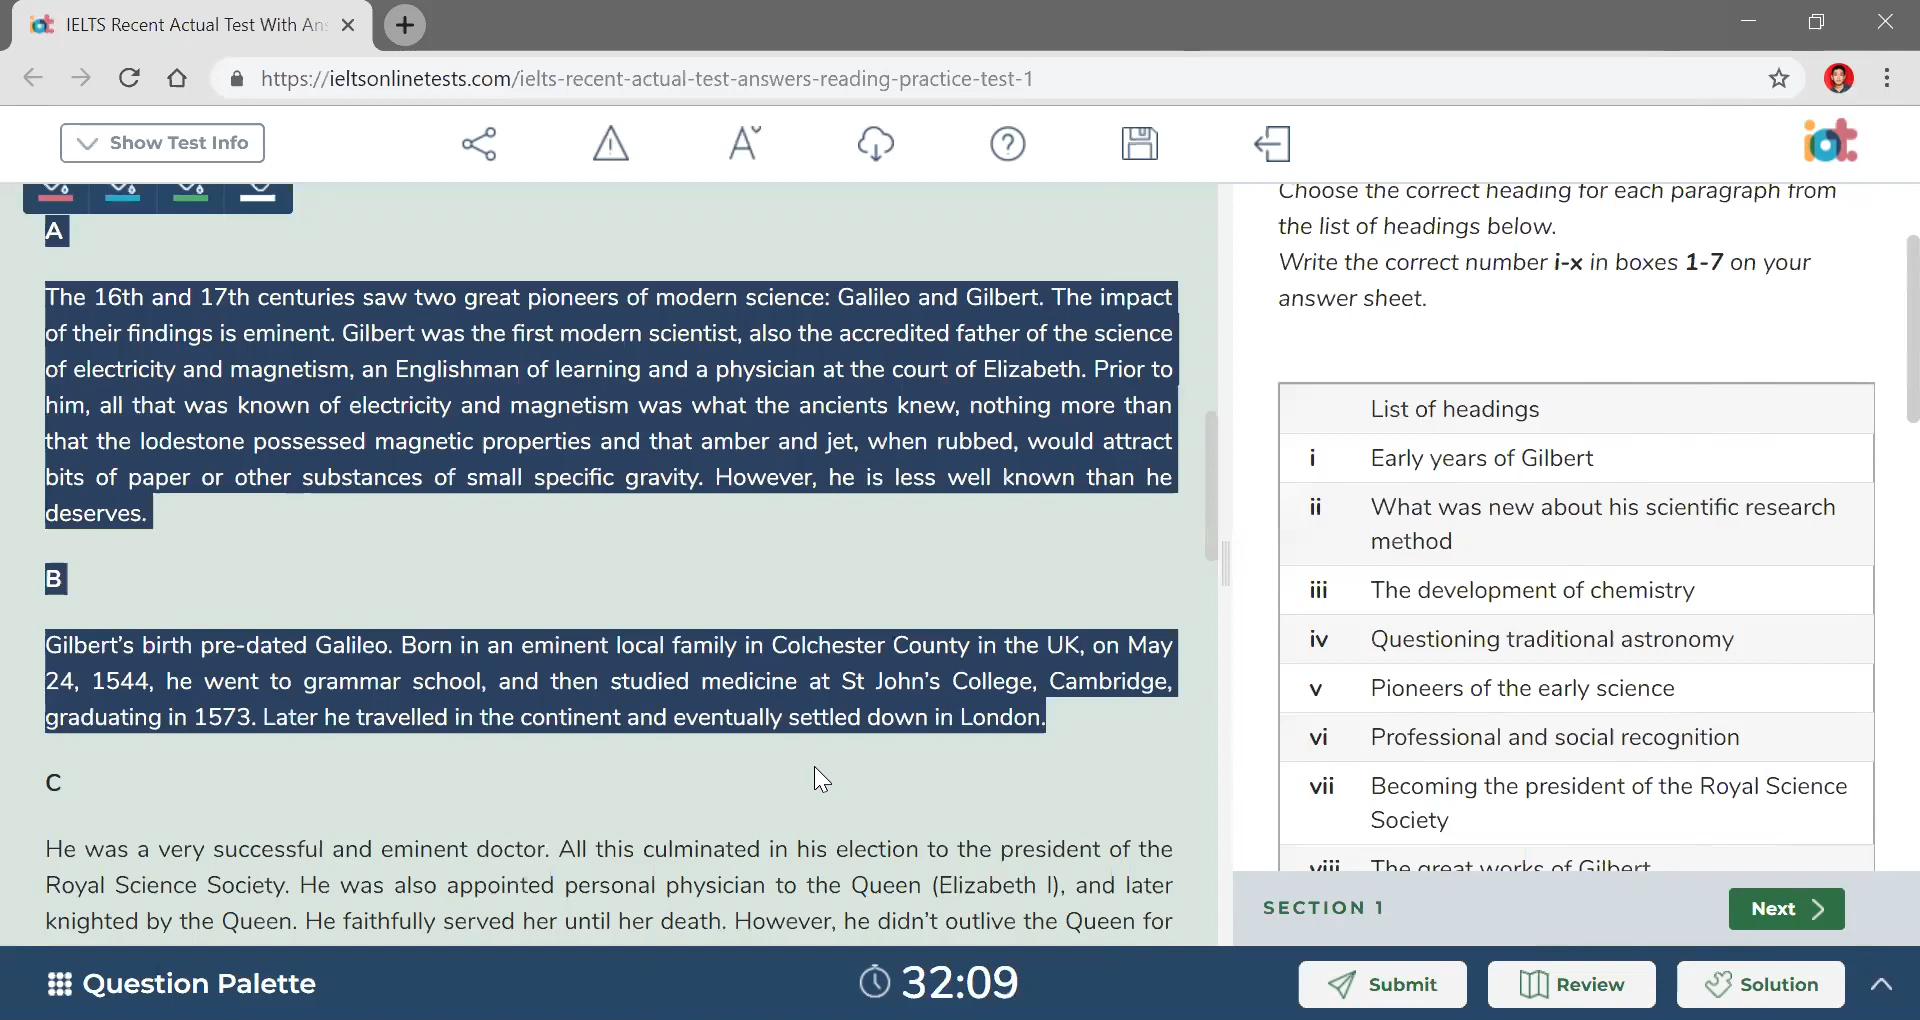 IELTS Recent Actual Test With An
https://ieltsonlinetests.com/ielts-recent-actual-test-answers-reading-practice-test-1
Show Test Info
iot
A
The 16th and 17th centuries saw two great pioneers of modern science: Galileo and Gilbert. The impact
of their findings is eminent. Gilbert was the first modern scientist, also the accredited father of the science
of electricity and magnetism, an Englishman of learning and a physician at the court of Elizabeth. Prior to
him, all that was known of electricity and magnetism was what the ancients knew, nothing more than
that the lodestone possessed magnetic properties and that amber and jet, when rubbed, would attract
bits of paper or other substances of small specific gravity. However, he is less well known than he
deserves.
B
Gilbert's birth pre-dated Galileo. Born in an eminent local family in Colchester County in the UK, on May
24, 1544, he went to grammar school, and then studied medicine at St John's College, Cambridge,
graduating in 1573. Later he travelled in the continent and eventually settled down in London.
C
He was a very successful and eminent doctor. All this culminated in his election to the president of the
Royal Science Society. He was also appointed personal physician to the Queen (Elizabeth I), and later
knighted by the Queen. He faithfully served her until her death. However, he didn't outlive the Queen for
Choose the correct heading for each paragraph from
the list of headings below.
Write the correct number i-x in boxes 1-7 on your
answer sheet.
List of headings
i Early years of Gilbert
ii What was new about his scientific research
method
iii The development of chemistry
iv Questioning traditional astronomy
v Pioneers of the early science
vi Professional and social recognition
vii Becoming the president of the Royal Science
Society
viii The great works of Gilbert
SECTION 1
Next
Question Palette
32:09
Submit
Review
Solution